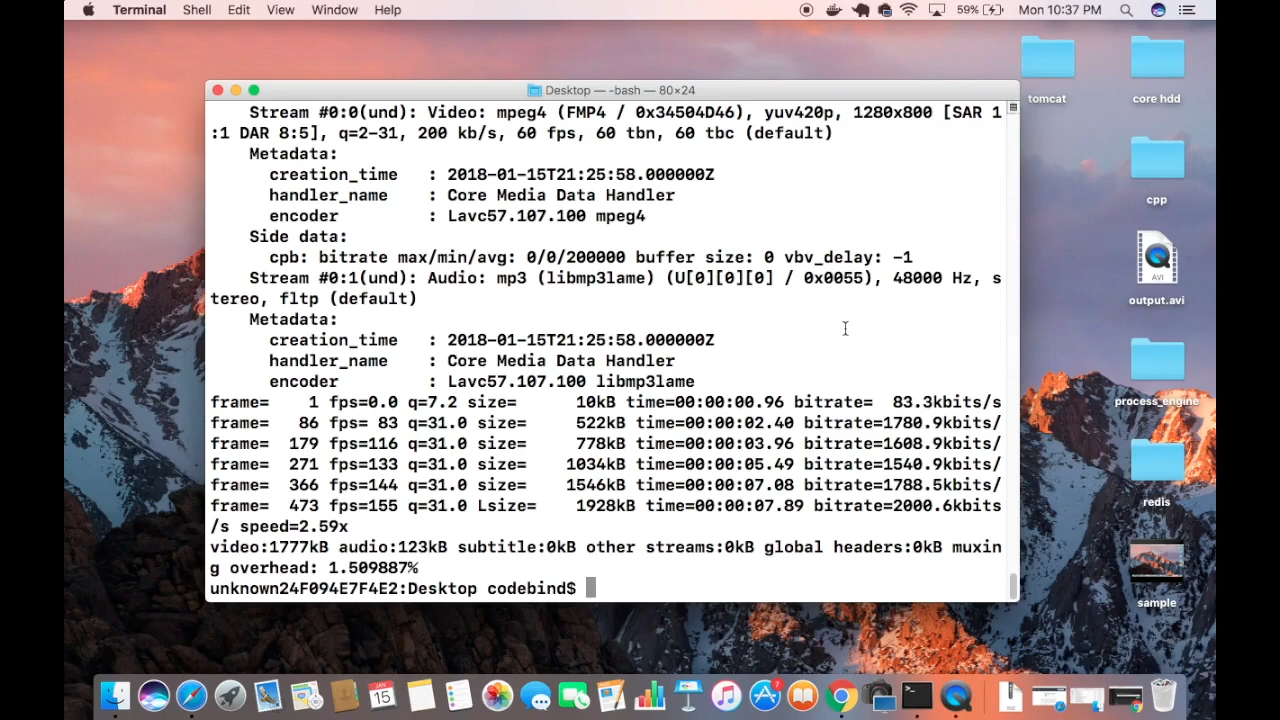 Terminal Shell Edit View Window Help 59% Mon 10:37 PM
Desktop — -bash — 80×24
Stream #0:0(und): Video: mpeg4 (FMP4 / 0x34504D46), yuv420p, 1280x800 [SAR 1
:1 DAR 8:5], q=2-31, 200 kb/s, 60 fps, 60 tbn, 60 tbc (default)
Metadata:
creation_time : 2018-01-15T21:25:58.000000Z
handler_name : Core Media Data Handler
encoder : Lavc57.107.100 mpeg4
Side data:
cpb: bitrate max/min/avg: 0/0/200000 buffer size: 0 vbv_delay: -1
Stream #0:1(und): Audio: mp3 (libmp3lame) (U[0][0][0] / 0x0055), 48000 Hz, s
tereo, fltp (default)
Metadata:
creation_time : 2018-01-15T21:25:58.000000Z
handler_name : Core Media Data Handler
encoder : Lavc57.107.100 libmp3lame
frame= 1 fps=0.0 q=7.2 size= 10kB time=00:00:00.96 bitrate= 83.3kbits/s
frame= 86 fps= 83 q=31.0 size= 522kB time=00:00:02.40 bitrate=1780.9kbits/
frame= 179 fps=116 q=31.0 size= 778kB time=00:00:03.96 bitrate=1608.9kbits/
frame= 271 fps=133 q=31.0 size= 1034kB time=00:00:05.49 bitrate=1540.9kbits/
frame= 366 fps=144 q=31.0 size= 1546kB time=00:00:07.08 bitrate=1788.5kbits/
frame= 473 fps=155 q=31.0 Lsize= 1928kB time=00:00:07.89 bitrate=2000.6kbits
/s speed=2.59x
video:1777kB audio:123kB subtitle:0kB other streams:0kB global headers:0kB muxin
g overhead: 1.509887%
unknown24F094E7F4E2:Desktop codebind$
tomcat
core hdd
cpp
AVI
output.avi
process_engine
redis
sample
JAN
15
7